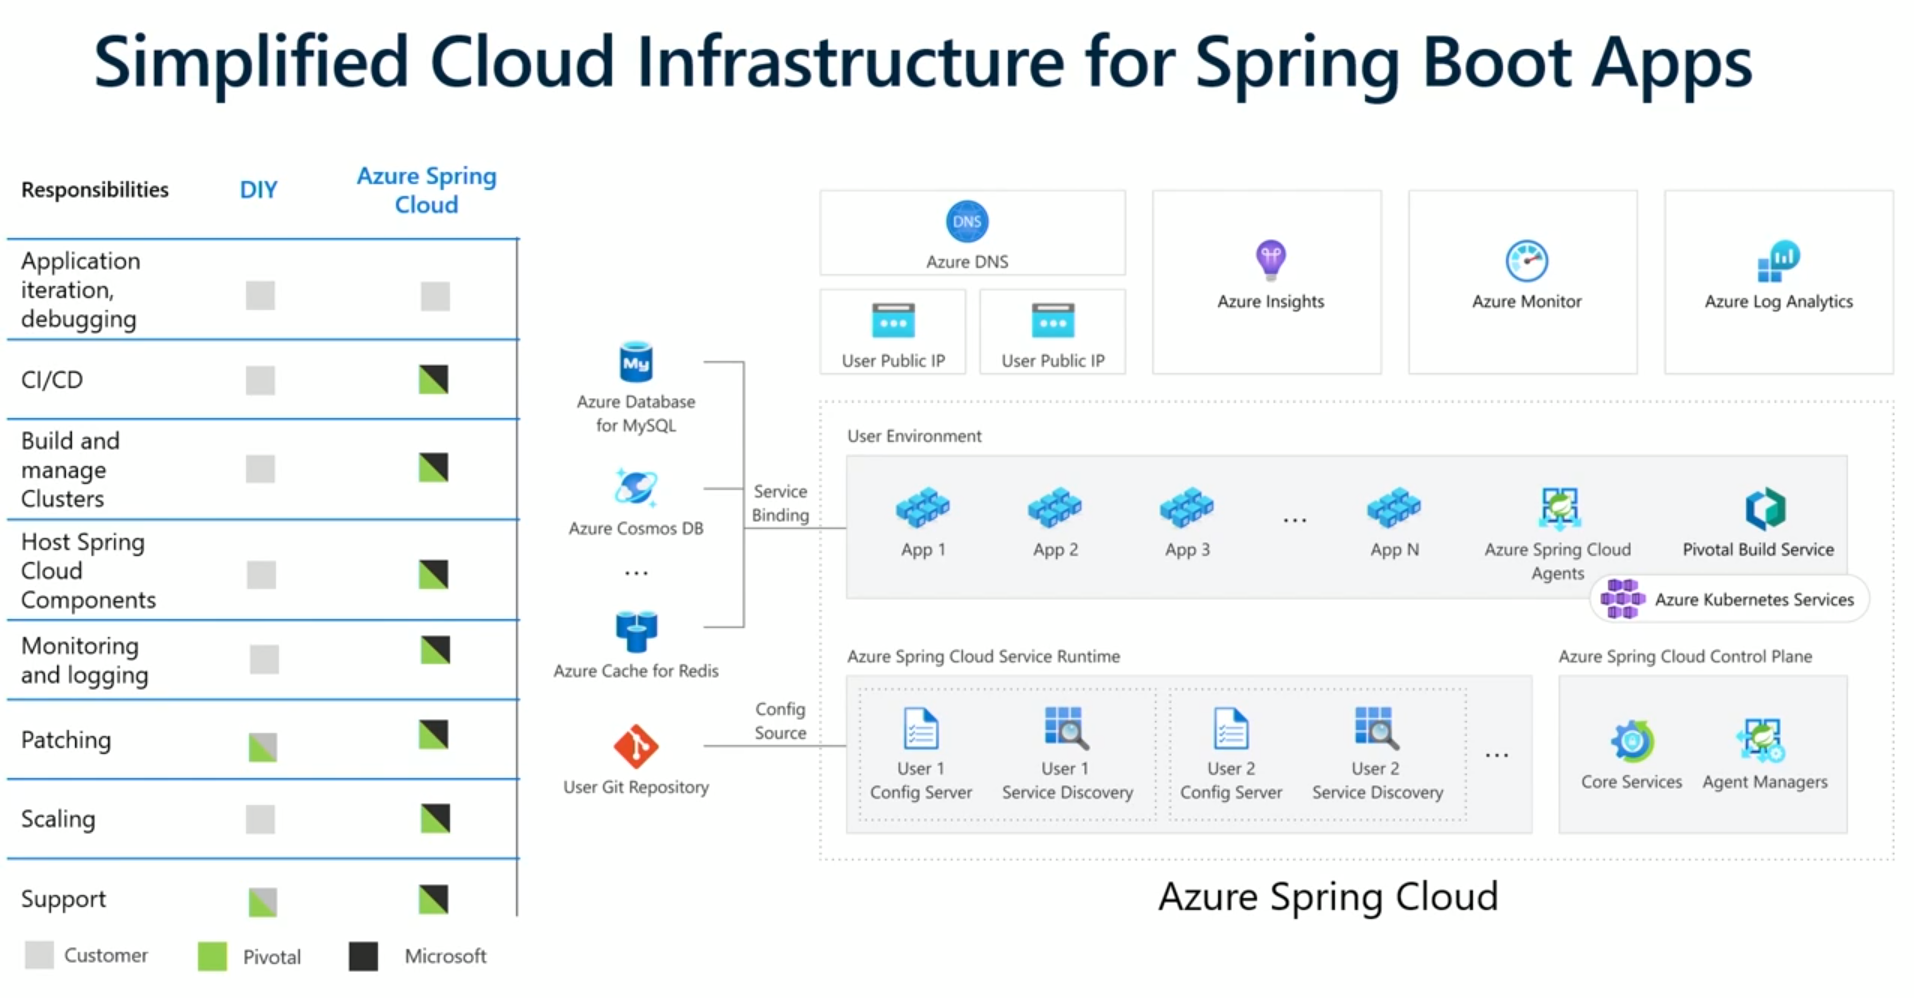 Simplified Cloud Infrastructure for Spring Boot Apps
Responsibilities
DIY
Azure Spring
Cloud
Application
iteration,
debugging
CI/CD
Build and
manage
Clusters
Host Spring
Cloud
Components
Monitoring
and logging
Patching
Scaling
Support
Customer
Pivotal
Microsoft
My
Azure Database
for MySQL
Azure Cosmos DB
...
Azure Cache for Redis
User Git Repository
Service
Binding
Config
Source
DNS
Azure DNS
User Public IP
User Public IP
Azure Insights
Azure Monitor
Azure Log Analytics
User Environment
App 1
App 2
App 3
...
App N
Azure Spring Cloud
Agents
Pivotal Build Service
Azure Kubernetes Services
Azure Spring Cloud Service Runtime
User 1
Config Server
User 1
Service Discovery
User 2
Config Server
User 2
Service Discovery
...
Azure Spring Cloud Control Plane
Core Services
Agent Managers
Azure Spring Cloud